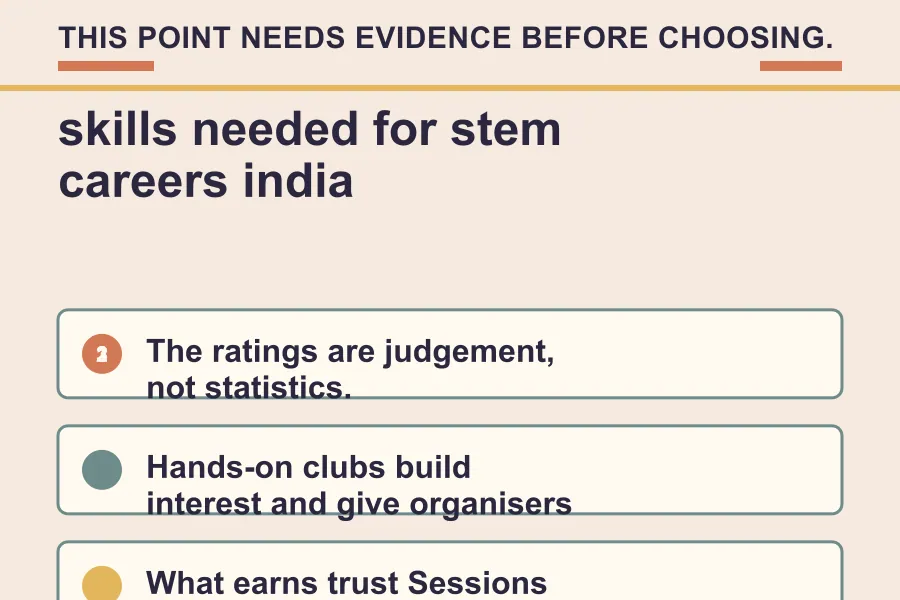 THIS POINT NEEDS EVIDENCE BEFORE CHOOSING.
skills needed for stem
careers india
The ratings are judgement,
not statistics.
Hands-on clubs build
interest and give organisers
What earns trust Sessions